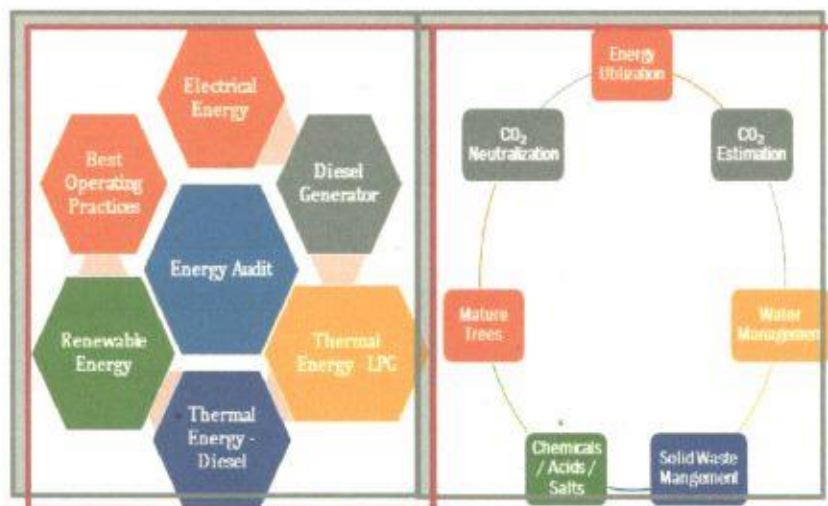 Electrical
Energy
Best
Operating
Practices
Diesel
Generator
Energy Audit
Renewable
Energy
Thermal
Energy - LPG
Thermal
Energy -
Diesel
Energy
Utilization
CO₂
Neutralization
CO₂
Estimation
Mature
Trees
Water
Management
Chemicals
/ Acids /
Salts
Solid Waste
Mangement